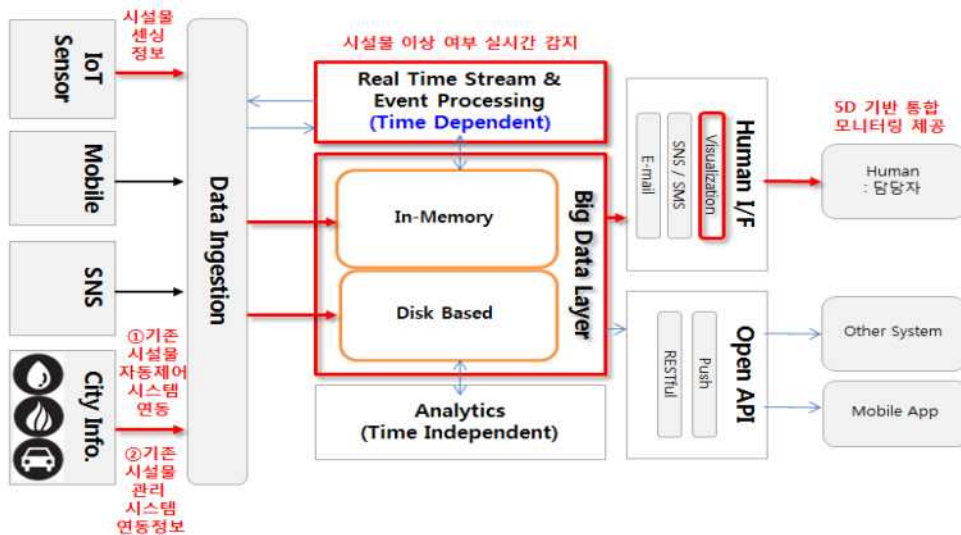 시설물
센싱
정보
IoT
Sensor
Mobile
SNS
City Info.
①기존
시설물
자동제어
시스템
연동
②기존
시설물
관리
시스템
연동정보
Data Ingestion
시설물 이상 여부 실시간 감지
Real Time Stream &
Event Processing
(Time Dependent)
In-Memory
Disk Based
Big Data Layer
Analytics
(Time Independent)
Human I/F
Visualization
SNS / SMS
E-mail
Open API
Push
RESTful
5D 기반 통합
모니터링 제공
Human
: 담당자
Other System
Mobile App